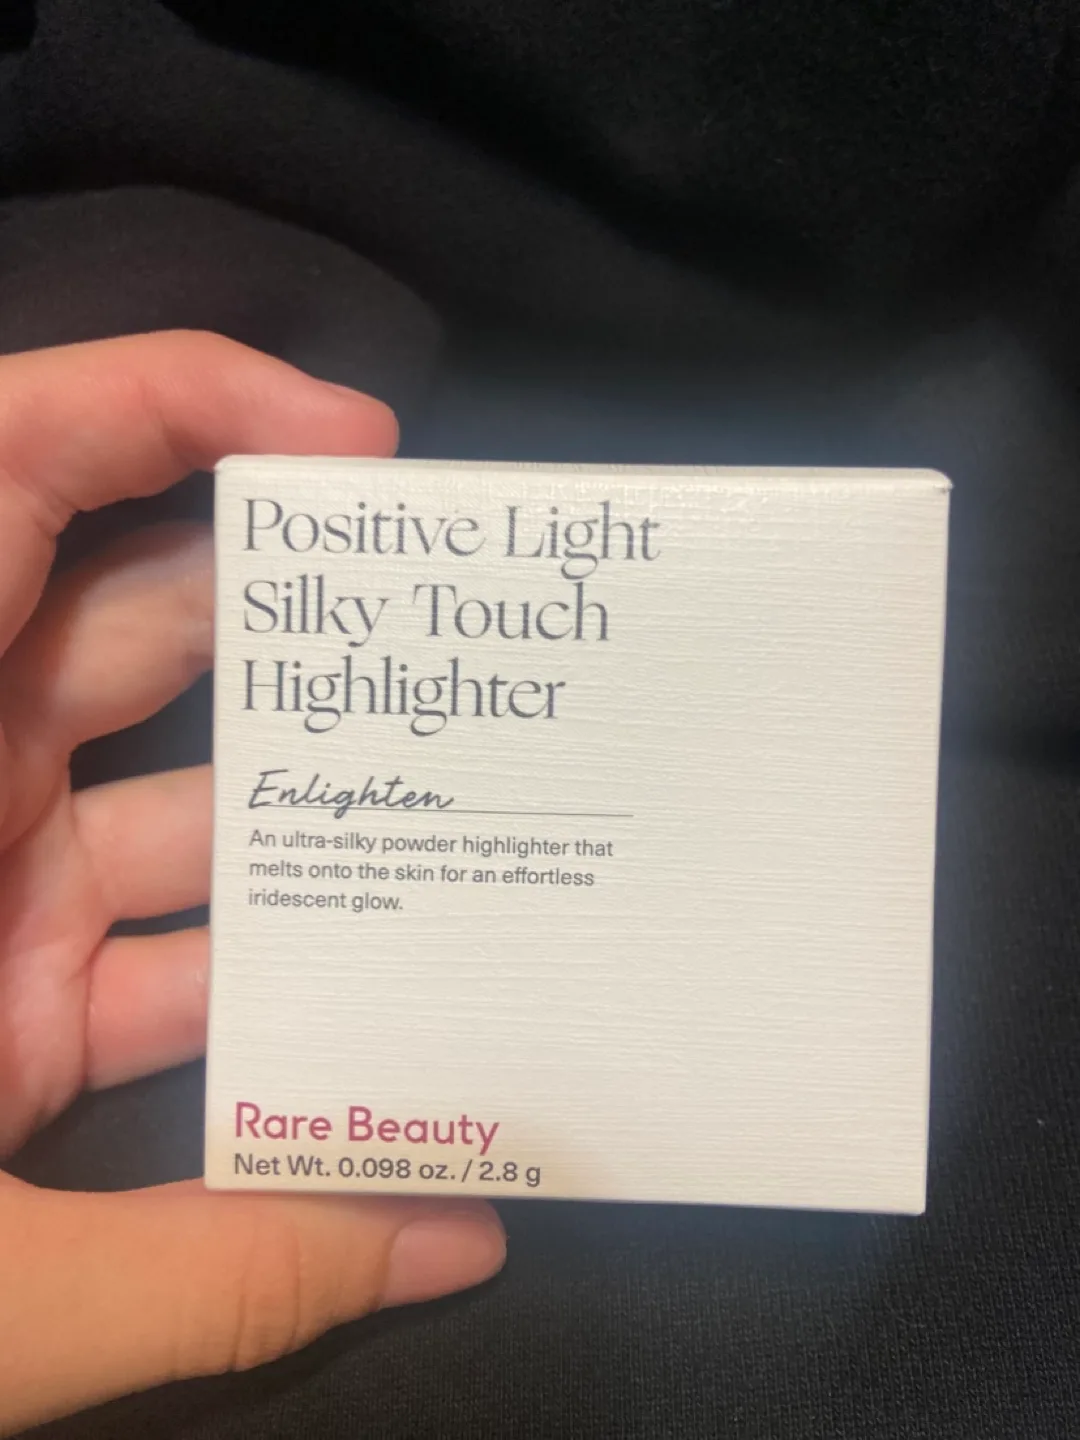 Positive Light
Silky Touch
Highlighter
Enlighten
An ultra-silky powder highlighter that
melts onto the skin for an effortless
iridescent glow.
Rare Beauty
Net Wt. 0.098 oz. / 2.8 g